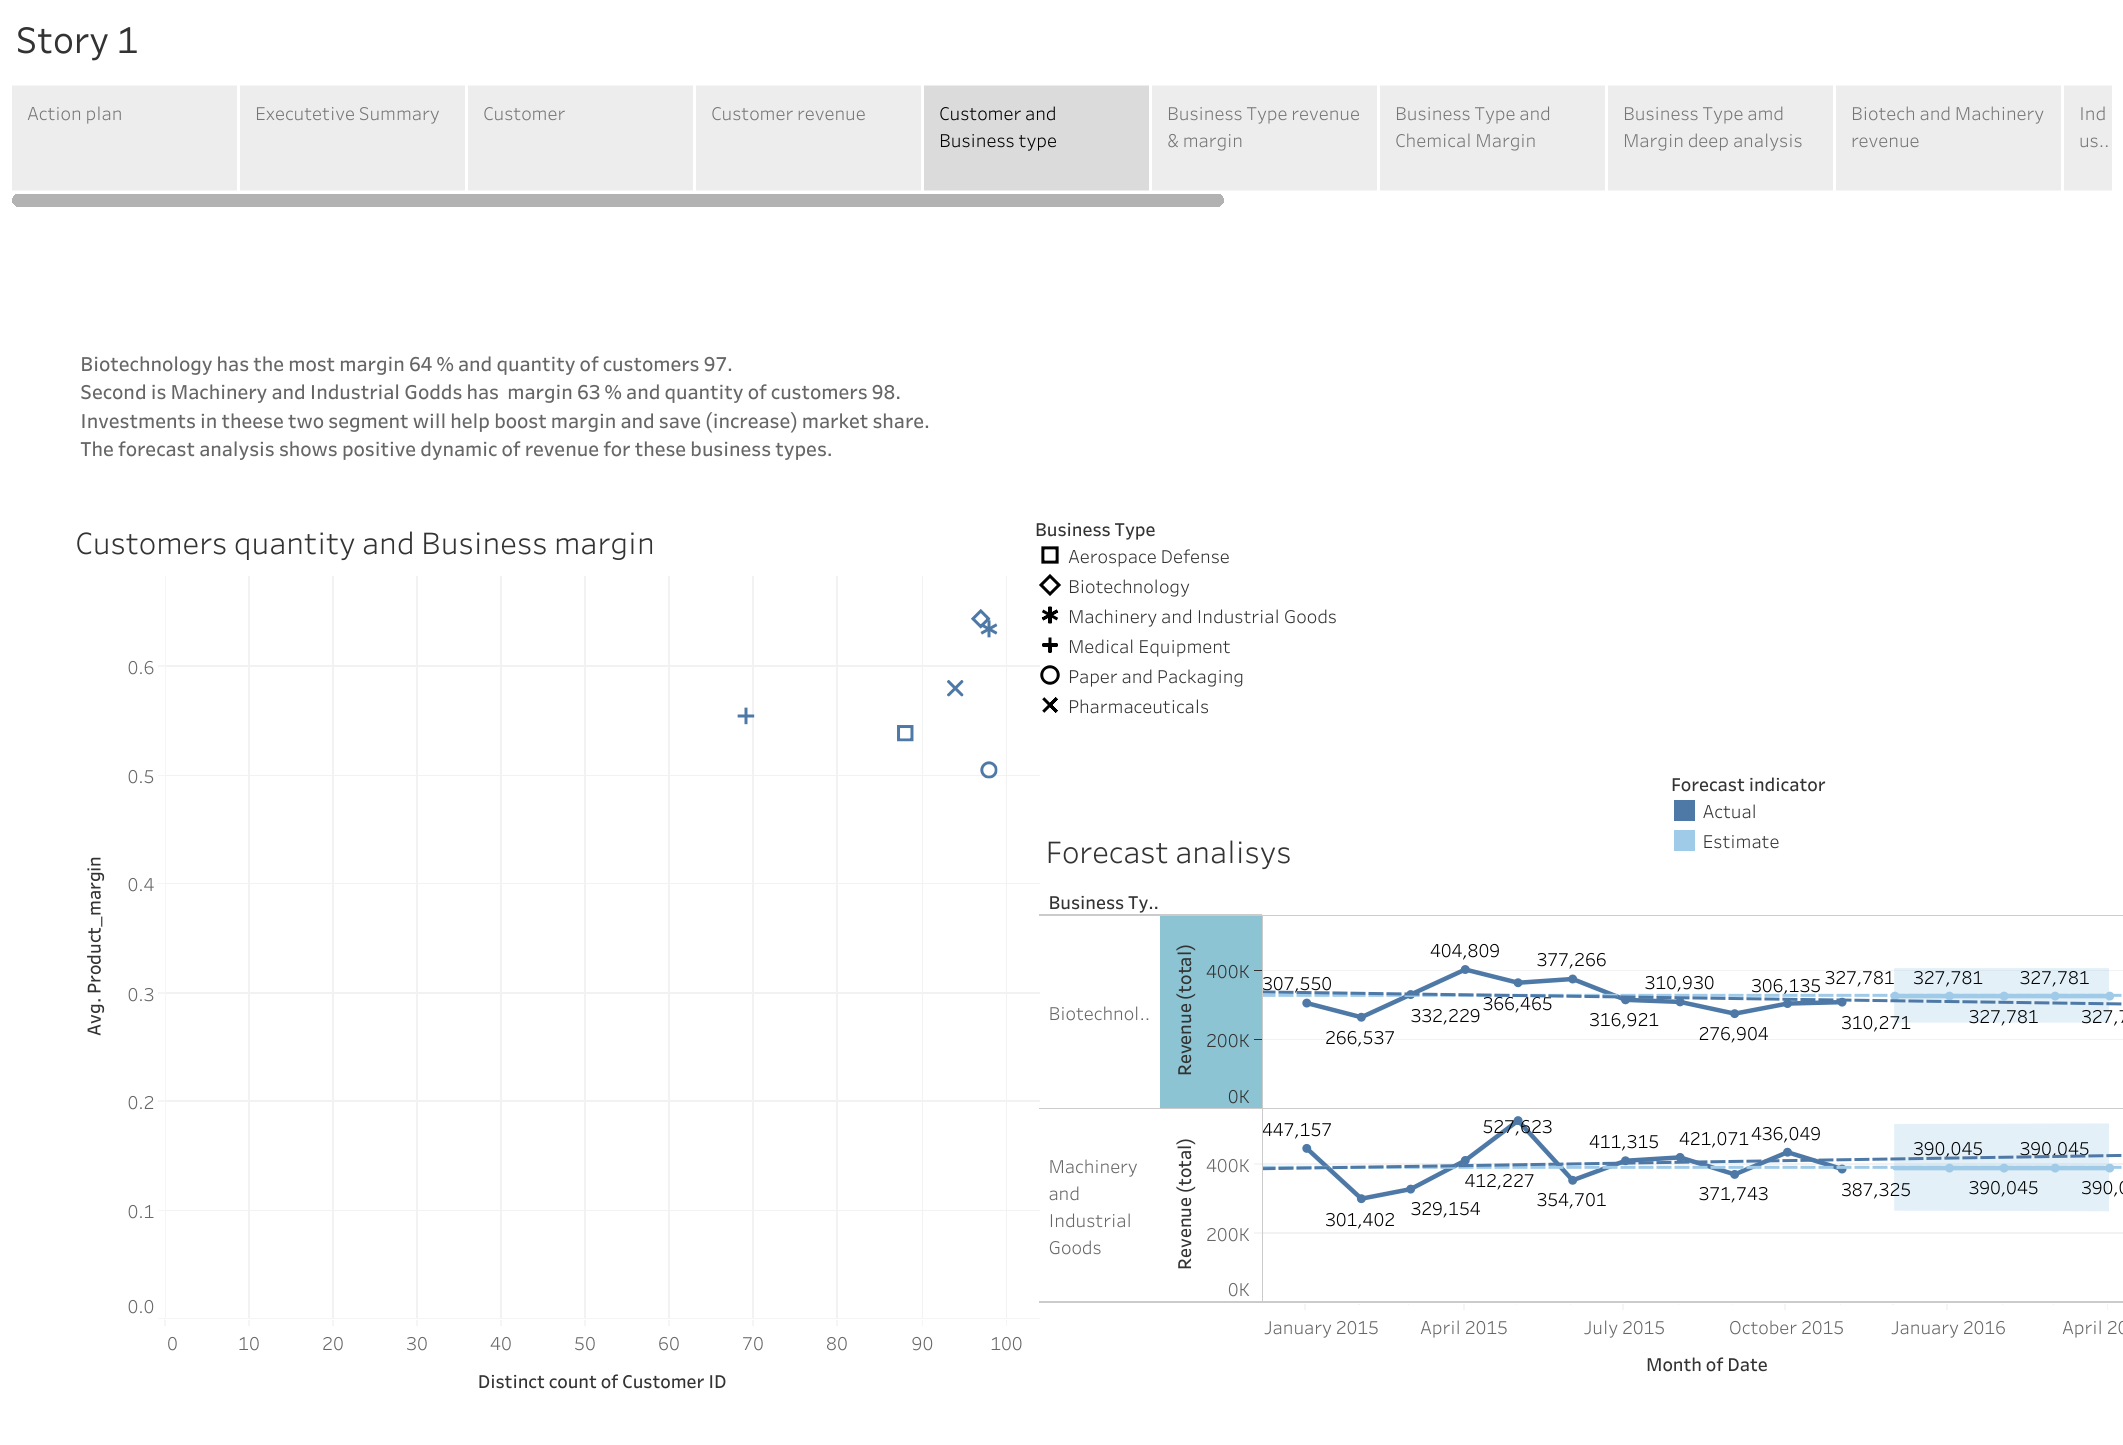 Story 1
Action plan
Executetive Summary
Customer
Customer revenue
Customer and
Business type
Business Type revenue
& margin
Business Type and
Chemical Margin
Business Type amd
Margin deep analysis
Biotech and Machinery
revenue
Ind
us..
Biotechnology has the most margin 64 % and quantity of customers 97.
Second is Machinery and Industrial Godds has margin 63 % and quantity of customers 98.
Investments in theese two segment will help boost margin and save (increase) market share.
The forecast analysis shows positive dynamic of revenue for these business types.
Customers quantity and Business margin
0.6
0.5
0.4
0.3
0.2
0.1
0.0
Avg. Product_margin
0 10 20 30 40 50 60 70 80 90 100
Distinct count of Customer ID
Business Type
Aerospace Defense
Biotechnology
Machinery and Industrial Goods
Medical Equipment
Paper and Packaging
Pharmaceuticals
Forecast indicator
Actual
Estimate
Forecast analisys
Business Ty..
Biotechnol..
Revenue (total)
400K
200K
0K
307,550
266,537
332,229
404,809
366,465
377,266
316,921
310,930
276,904
306,135
310,271
327,781
327,781
327,781
327,781
327,7
Machinery
and
Industrial
Goods
Revenue (total)
400K
200K
0K
447,157
301,402
329,154
412,227
527,623
354,701
411,315
421,071
371,743
436,049
387,325
390,045
390,045
390,045
390,0
January 2015 April 2015 July 2015 October 2015 January 2016 April 20
Month of Date